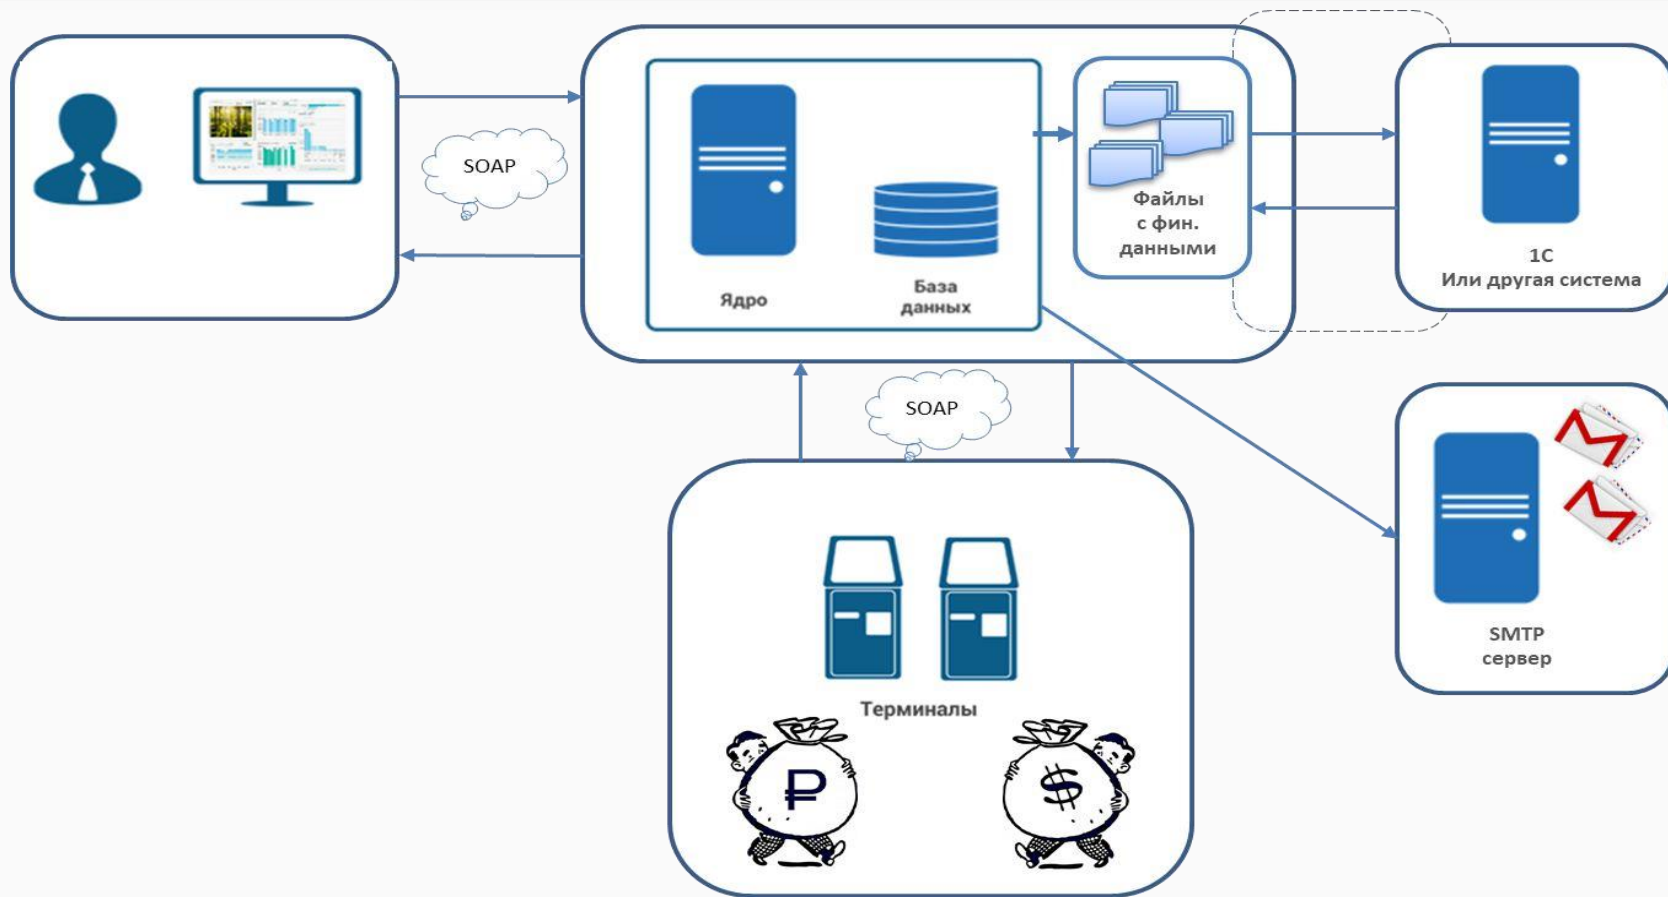 SOAP
Файлы
с фин.
данными
1С
Или другая система
Ядро
База
данных
SOAP
SMTP
сервер
Терминалы
₽
$